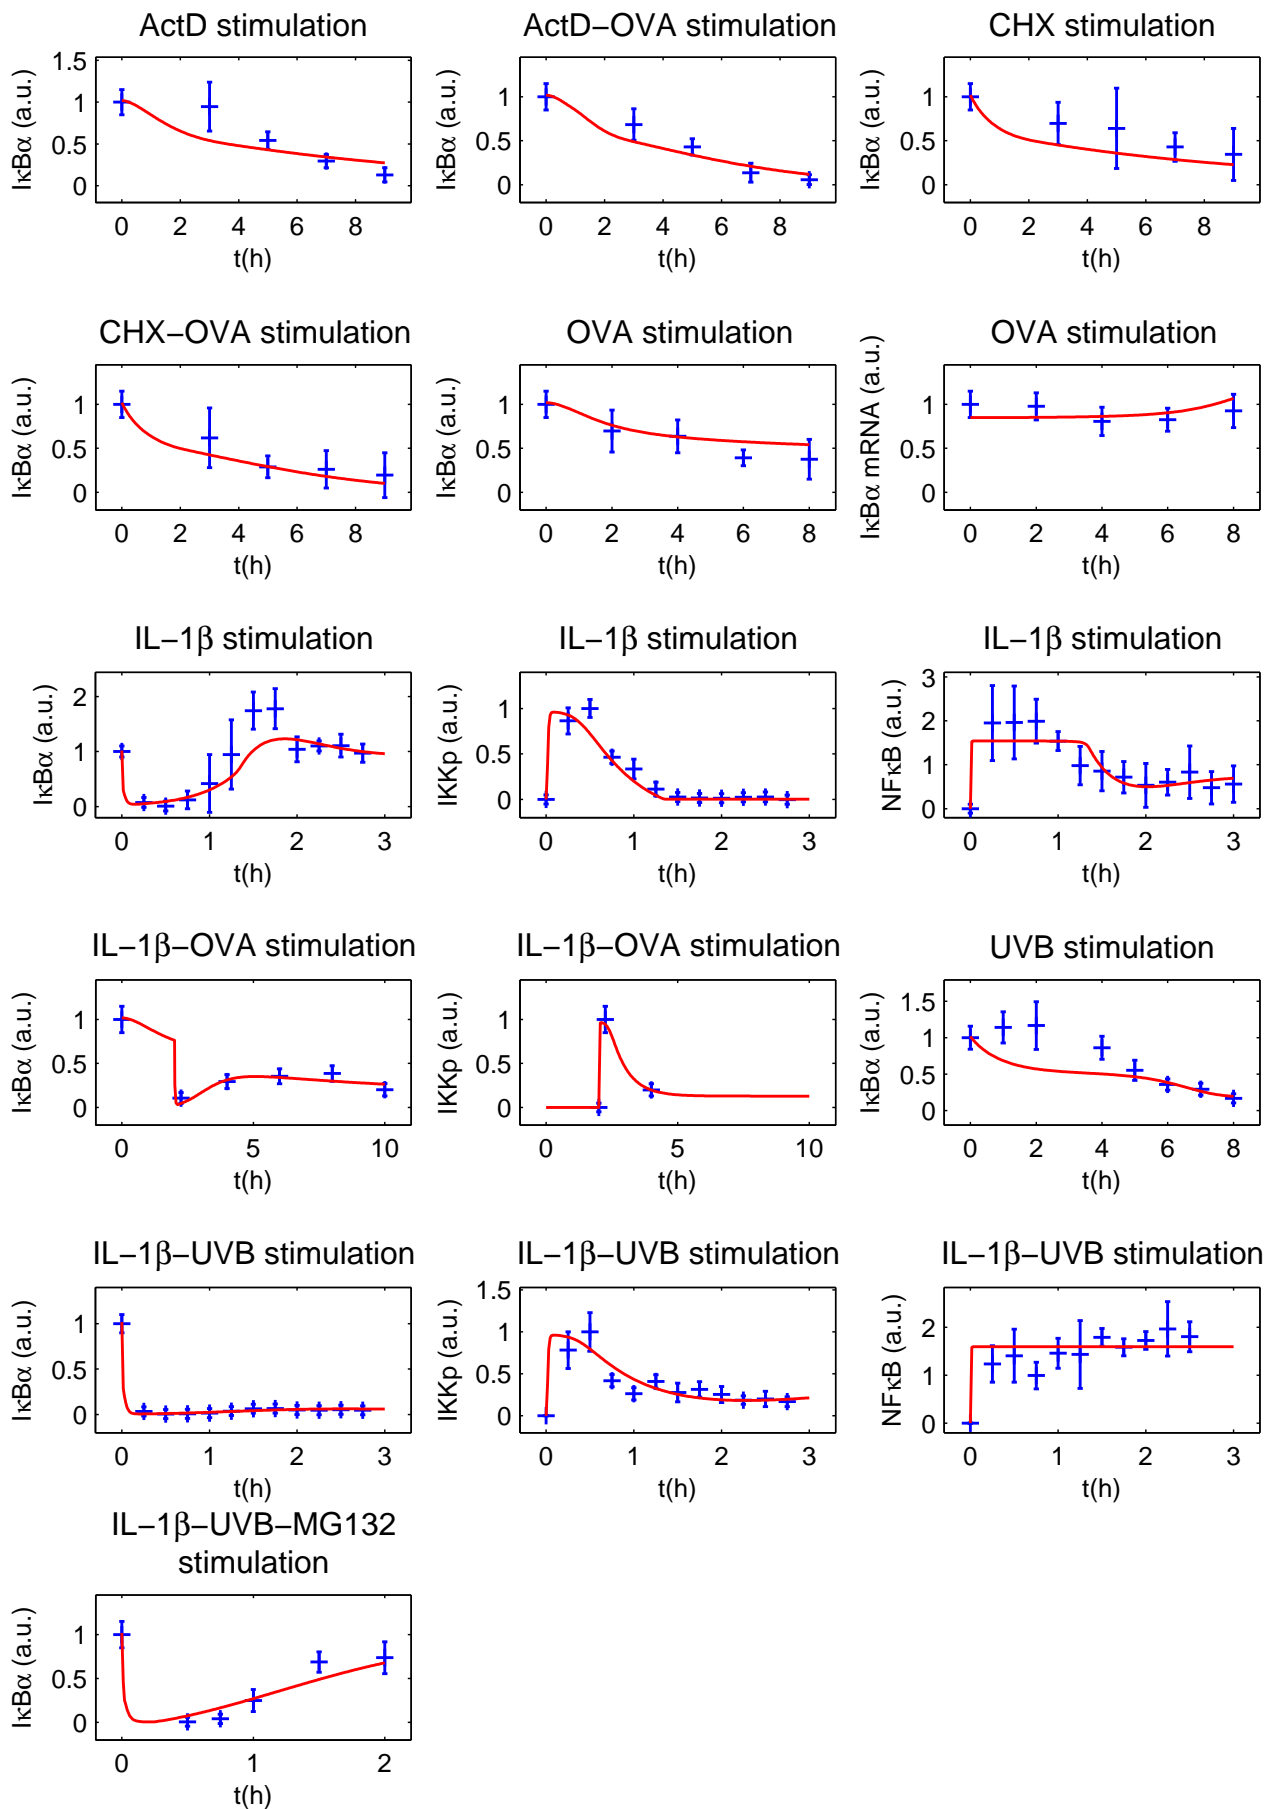 ActD stimulation
IκBα (a.u.)
1.5
1
0.5
0
0 2 4 6 8
t(h)
ActD−OVA stimulation
IκBα (a.u.)
1
0.5
0
0 2 4 6 8
t(h)
CHX stimulation
IκBα (a.u.)
1
0.5
0
0 2 4 6 8
t(h)
CHX−OVA stimulation
IκBα (a.u.)
1
0.5
0
0 2 4 6 8
t(h)
OVA stimulation
IκBα (a.u.)
1
0.5
0
0 2 4 6 8
t(h)
OVA stimulation
IκBα mRNA (a.u.)
1
0.5
0
0 2 4 6 8
t(h)
IL−1β stimulation
IκBα (a.u.)
2
1
0
0 1 2 3
t(h)
IL−1β stimulation
IKKp (a.u.)
1
0.5
0
0 1 2 3
t(h)
IL−1β stimulation
NFκB (a.u.)
3
2
1
0
0 1 2 3
t(h)
IL−1β−OVA stimulation
IκBα (a.u.)
1
0.5
0
0 5 10
t(h)
IL−1β−OVA stimulation
IKKp (a.u.)
1
0.5
0
0 5 10
t(h)
UVB stimulation
IκBα (a.u.)
1.5
1
0.5
0
0 2 4 6 8
t(h)
IL−1β−UVB stimulation
IκBα (a.u.)
1
0.5
0
0 1 2 3
t(h)
IL−1β−UVB stimulation
IKKp (a.u.)
1.5
1
0.5
0
0 1 2 3
t(h)
IL−1β−UVB stimulation
NFκB (a.u.)
2
1
0
0 1 2 3
t(h)
IL−1β−UVB−MG132
stimulation
IκBα (a.u.)
1
0.5
0
0 1 2
t(h)